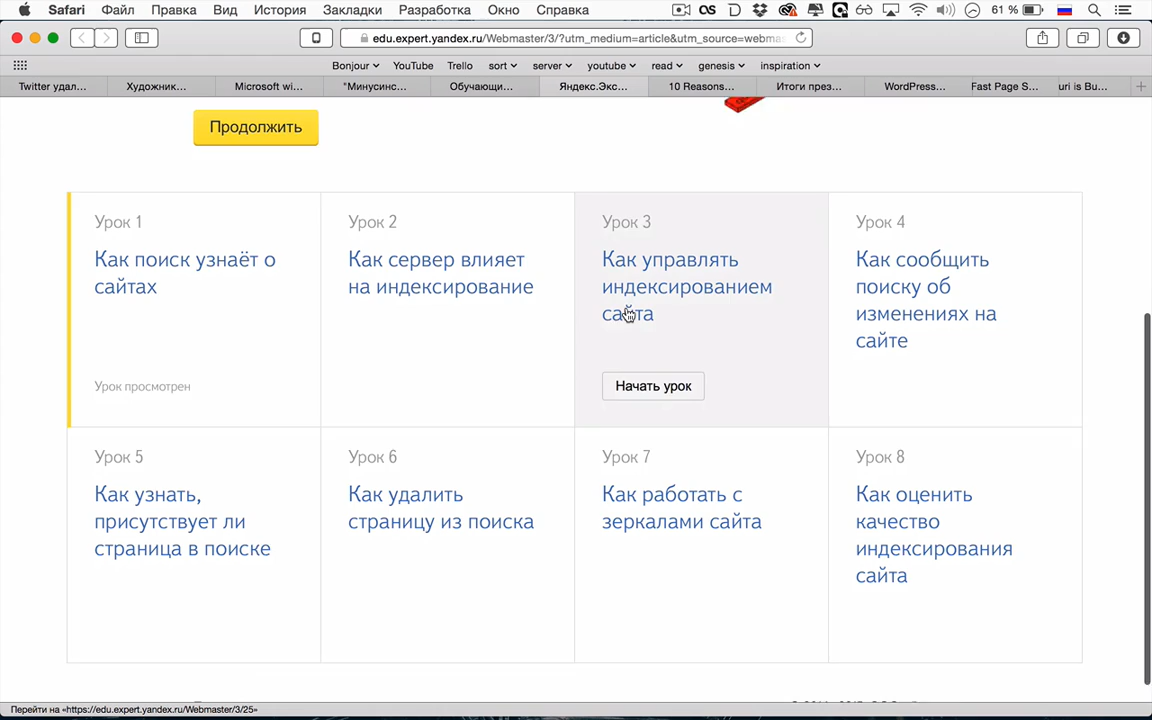 Safari Файл Правка Вид История Закладки Разработка Окно Справка 61 %
edu.expert.yandex.ru/Webmaster/3/?utm_medium=article&utm_source=webma
Bonjour YouTube Trello sort server youtube read genesis inspiration
Twitter удал... Художник... Microsoft wi... "Минусинс... Обучающи... Яндекс.Экс... 10 Reasons... Итоги през... WordPress... Fast Page S... uri is Bu...
Продолжить
Урок 1
Как поиск узнаёт о
сайтах
Урок просмотрен
Урок 2
Как сервер влияет
на индексирование
Урок 3
Как управлять
индексированием
сайта
Начать урок
Урок 4
Как сообщить
поиску об
изменениях на
сайте
Урок 5
Как узнать,
присутствует ли
страница в поиске
Урок 6
Как удалить
страницу из поиска
Урок 7
Как работать с
зеркалами сайта
Урок 8
Как оценить
качество
индексирования
сайта
Перейти на «https://edu.expert.yandex.ru/Webmaster/3/25»